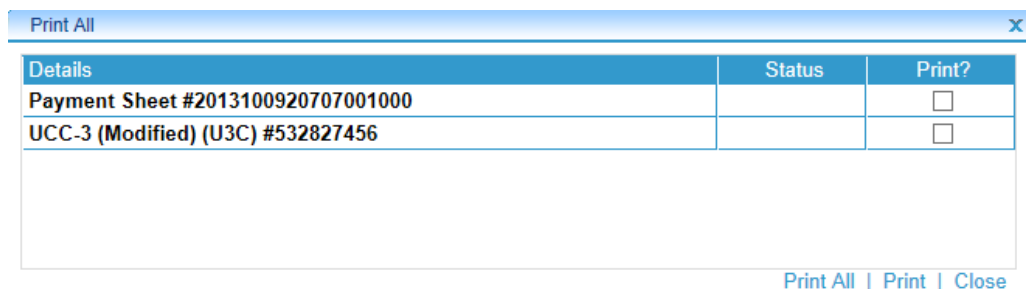 Print All x
Details Status Print?
Payment Sheet #2013100920707001000
UCC-3 (Modified) (U3C) #532827456
Print All | Print | Close